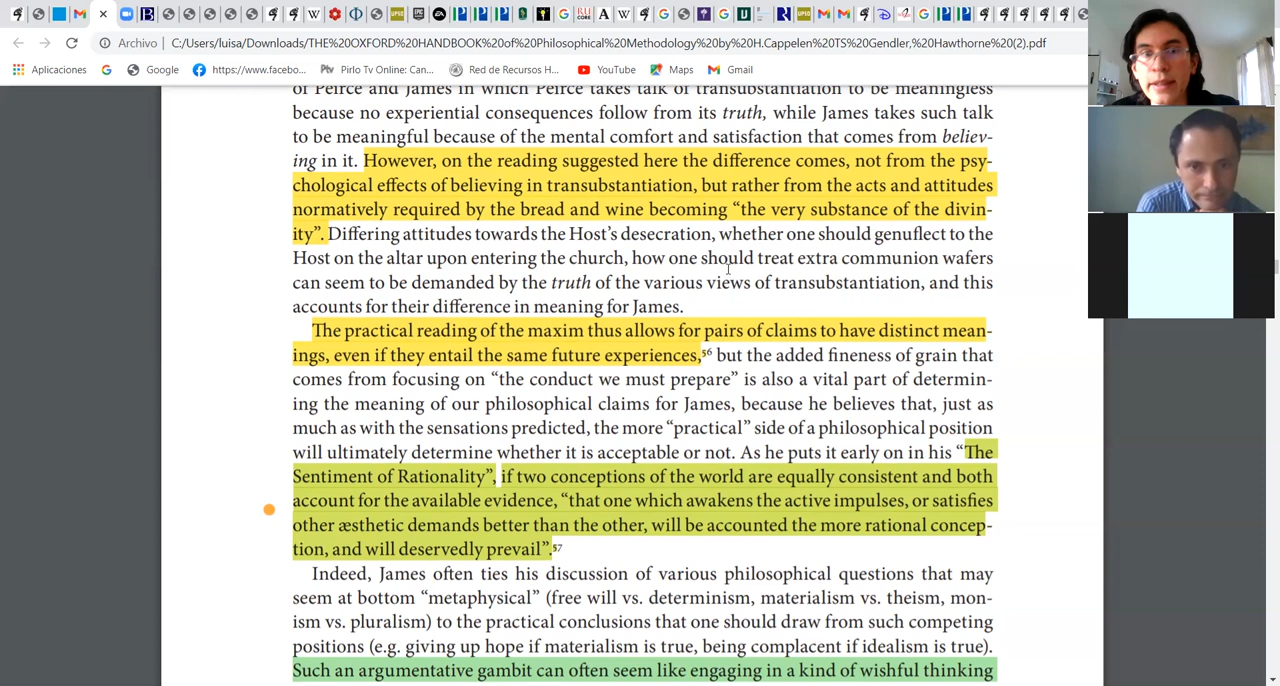 Archivo
C:/Users/luisa/Downloads/THE%20OXFORD%20HANDBOOK%20of%20Philosophical%20Methodology%20by%20H.Cappelen%20TS%20Gendler,%20Hawthorne%20(2).pdf
Aplicaciones
Google
https://www.facebo...
Pirlo Tv Online: Can...
Red de Recursos H...
YouTube
Maps
Gmail
of Peirce and James in which Peirce takes talk of transubstantiation to be meaningless
because no experiential consequences follow from its truth, while James takes such talk
to be meaningful because of the mental comfort and satisfaction that comes from believ-
ing in it. However, on the reading suggested here the difference comes, not from the psy-
chological effects of believing in transubstantiation, but rather from the acts and attitudes
normatively required by the bread and wine becoming “the very substance of the divin-
ity”. Differing attitudes towards the Host’s desecration, whether one should genuflect to the
Host on the altar upon entering the church, how one should treat extra communion wafers
can seem to be demanded by the truth of the various views of transubstantiation, and this
accounts for their difference in meaning for James.
The practical reading of the maxim thus allows for pairs of claims to have distinct mean-
ings, even if they entail the same future experiences,⁵⁶ but the added fineness of grain that
comes from focusing on “the conduct we must prepare” is also a vital part of determin-
ing the meaning of our philosophical claims for James, because he believes that, just as
much as with the sensations predicted, the more “practical” side of a philosophical position
will ultimately determine whether it is acceptable or not. As he puts it early on in his “The
Sentiment of Rationality”, if two conceptions of the world are equally consistent and both
account for the available evidence, “that one which awakens the active impulses, or satisfies
other æsthetic demands better than the other, will be accounted the more rational concep-
tion, and will deservedly prevail”.⁵⁷
Indeed, James often ties his discussion of various philosophical questions that may
seem at bottom “metaphysical” (free will vs. determinism, materialism vs. theism, mon-
ism vs. pluralism) to the practical conclusions that one should draw from such competing
positions (e.g. giving up hope if materialism is true, being complacent if idealism is true).
Such an argumentative gambit can often seem like engaging in a kind of wishful thinking